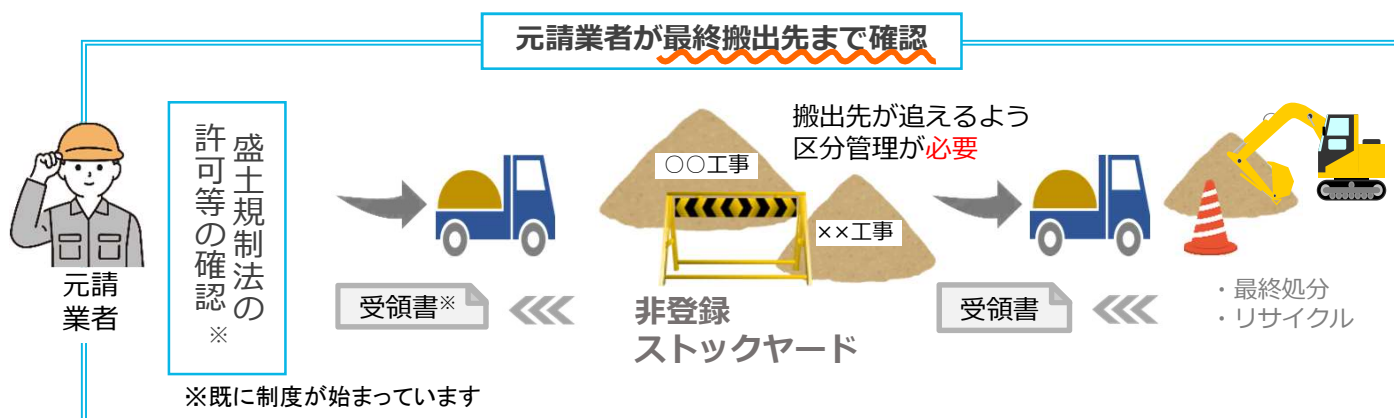 元請業者が最終搬出先まで確認
元請
業者
盛土規制法の
許可等の確認
※
※既に制度が始まっています
受領書※
○○工事
××工事
非登録
ストックヤード
搬出先が追えるよう
区分管理が必要
受領書
・最終処分
・リサイクル